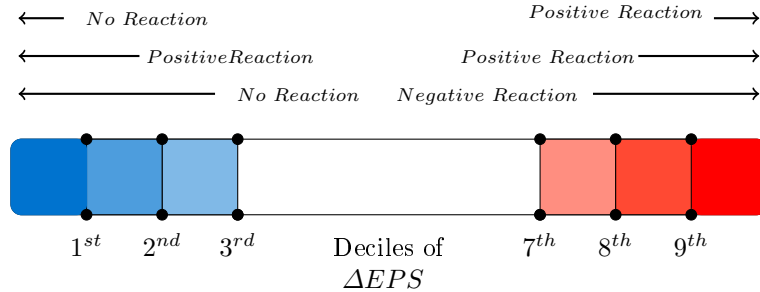 No Reaction Positive Reaction
PositiveReaction Positive Reaction
No Reaction Negative Reaction
1st 2nd 3rd Deciles of 7th 8th 9th
ΔEPS